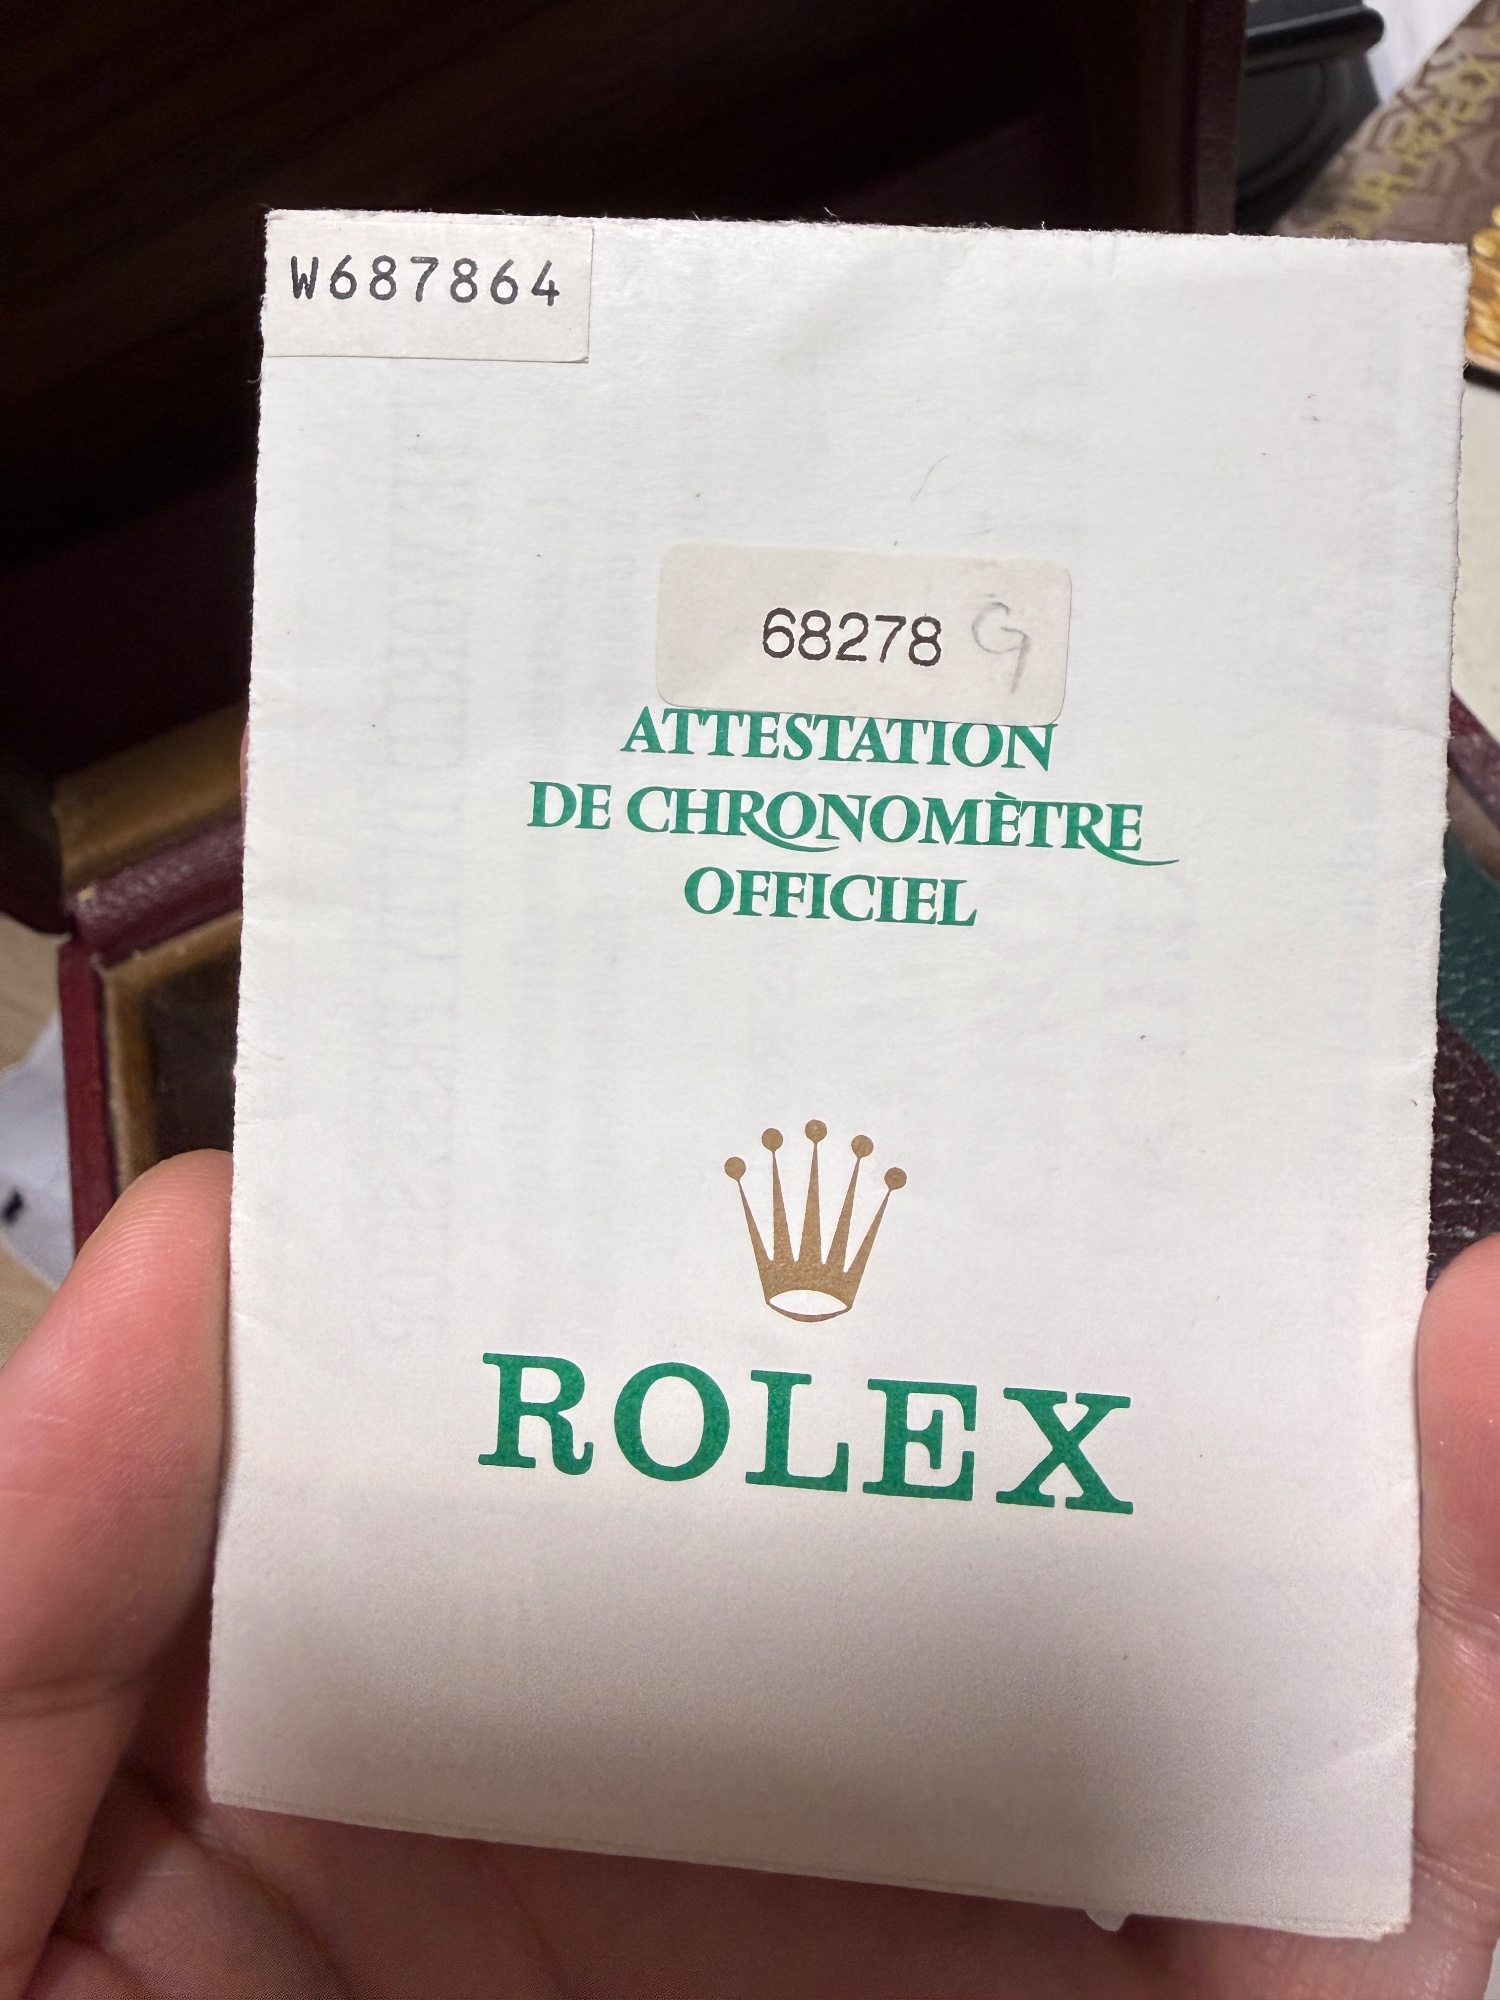 W687864
68278 G
ATTESTATION
DE CHRONOMÈTRE
OFFICIEL
ROLEX